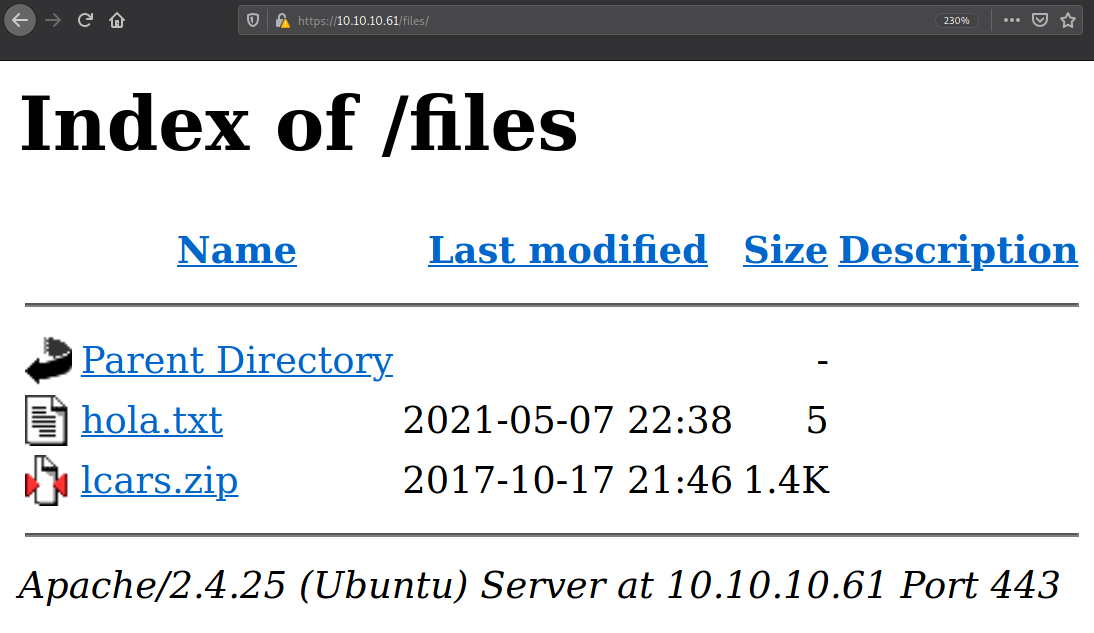 https://10.10.10.61/files/ 230%
Index of /files
Name Last modified Size Description
Parent Directory -
hola.txt 2021-05-07 22:38 5
lcars.zip 2017-10-17 21:46 1.4K
Apache/2.4.25 (Ubuntu) Server at 10.10.10.61 Port 443